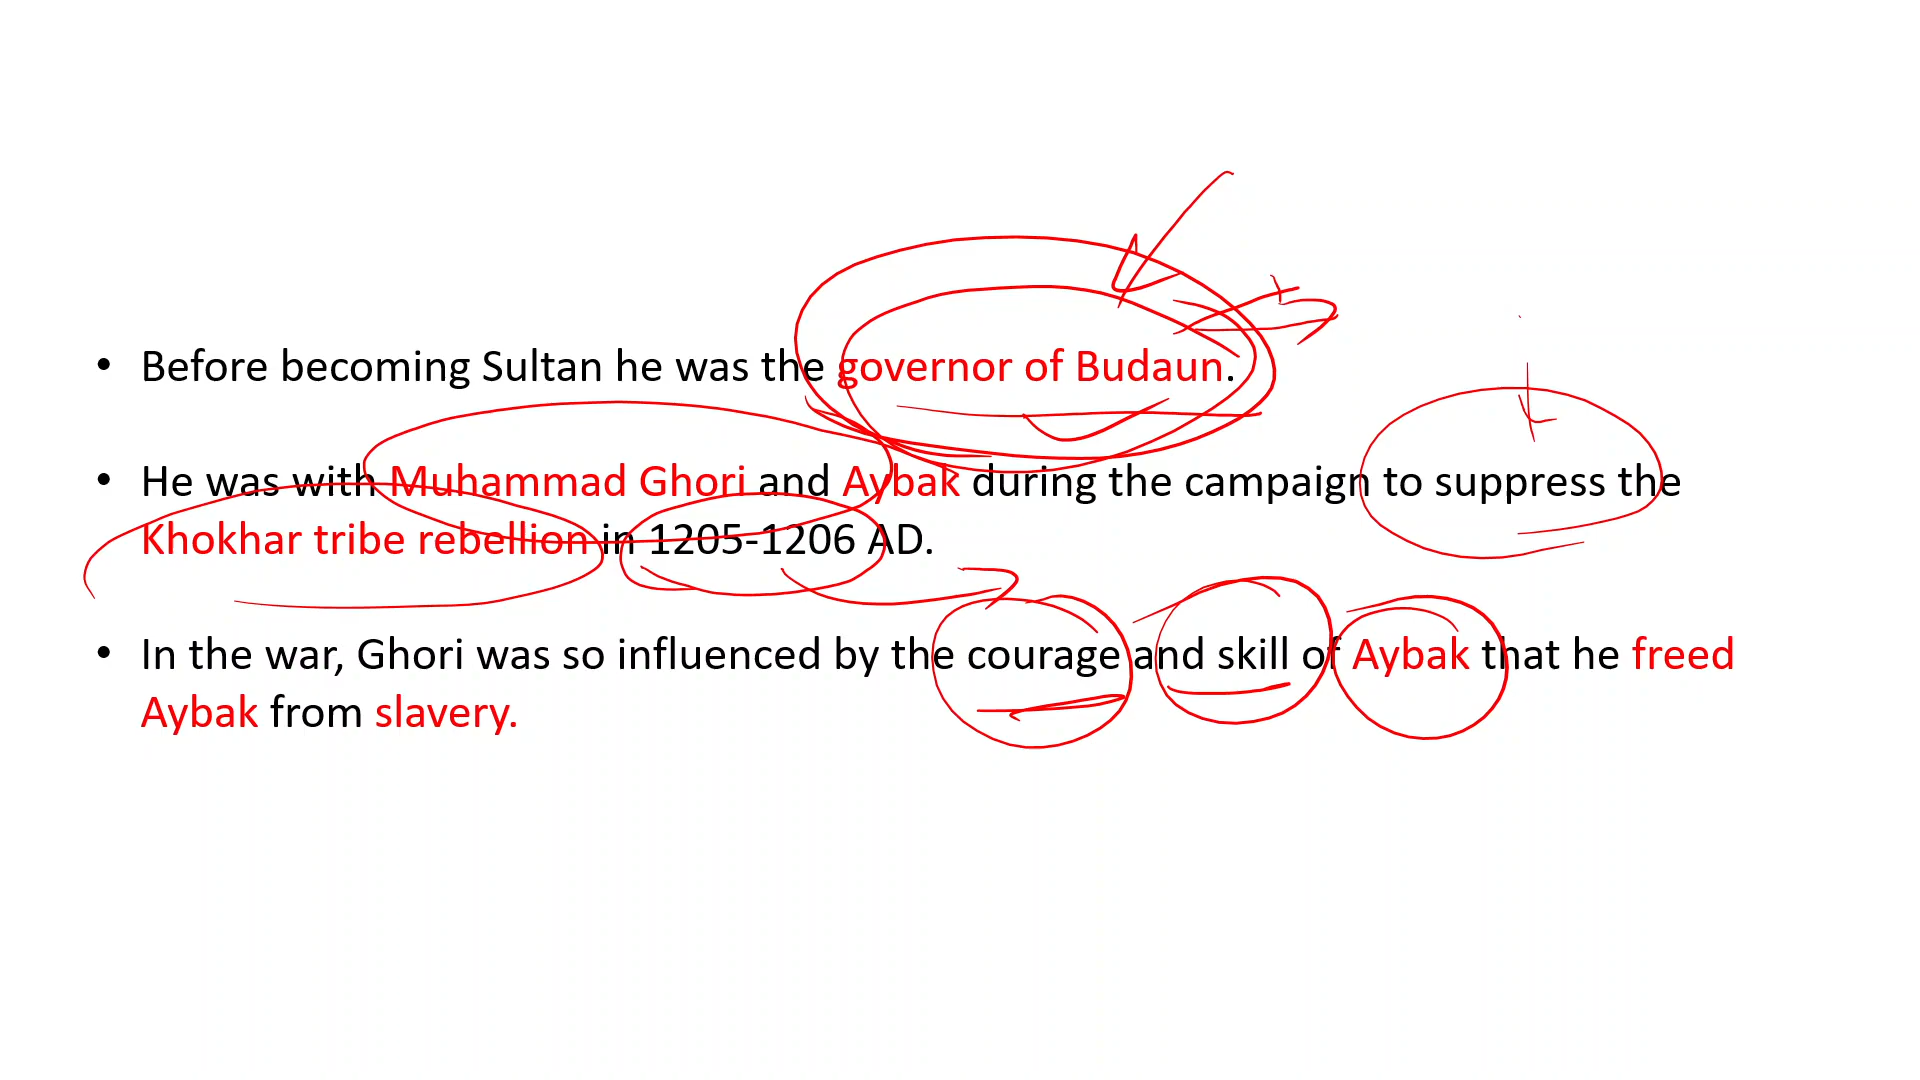 • Before becoming Sultan he was the governor of Budaun.
• He was with Muhammad Ghori and Aybak during the campaign to suppress the
Khokhar tribe rebellion in 1205-1206 AD.
• In the war, Ghori was so influenced by the courage and skill of Aybak that he freed
Aybak from slavery.